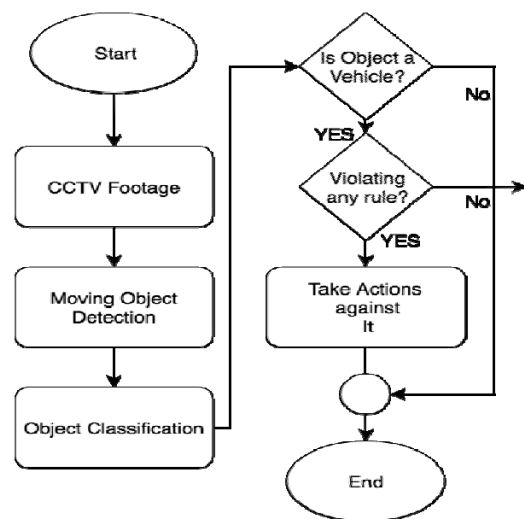 Start
CCTV Footage
Moving Object
Detection
Object Classification
Is Object a
Vehicle?
No
YES
Violating
any rule?
No
YES
Take Actions
against
It
End